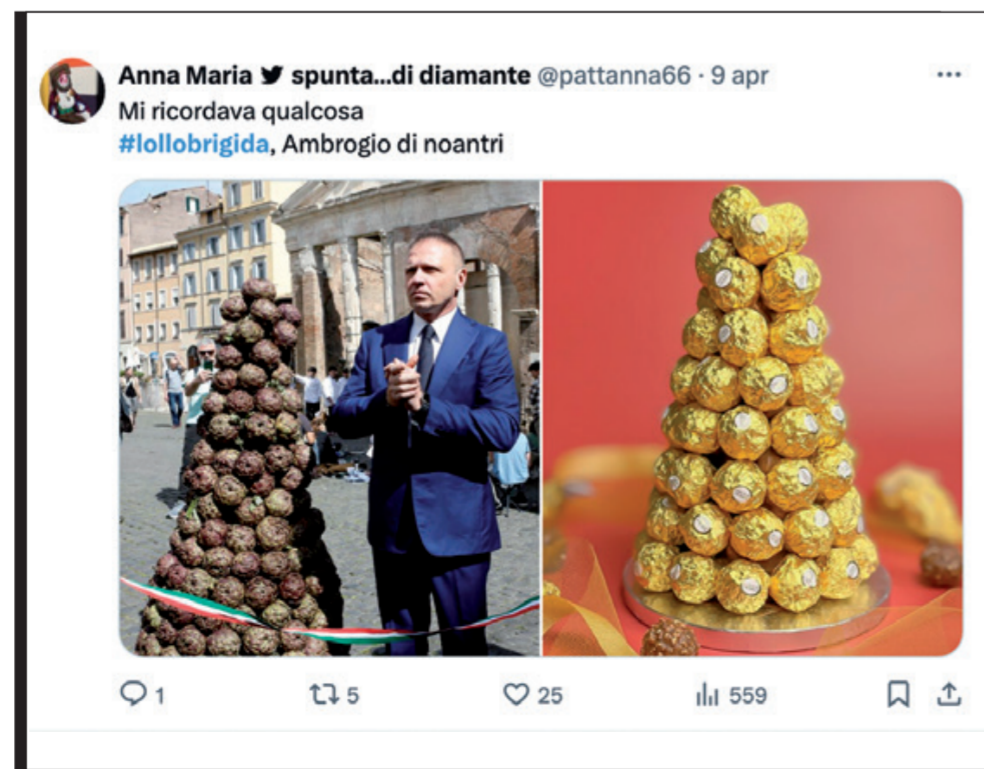 Anna Maria spunta...di diamante @pattanna66 · 9 apr
Mi ricordava qualcosa
#lollobrigida, Ambrogio di noantri
1 5 25 559